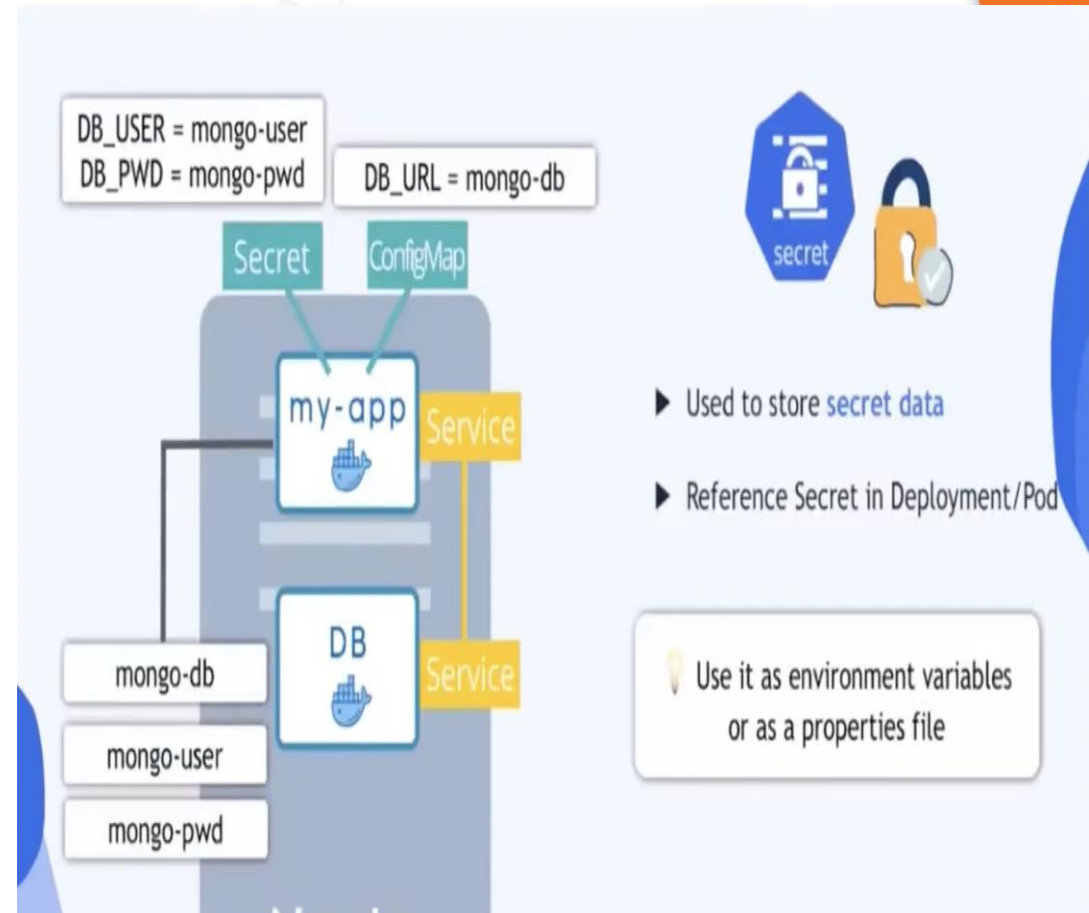 DB_USER = mongo-user
DB_PWD = mongo-pwd
DB_URL = mongo-db
Secret
ConfigMap
my-app
Service
DB
Service
mongo-db
mongo-user
mongo-pwd
secret
Used to store secret data
Reference Secret in Deployment/Pod
Use it as environment variables
or as a properties file